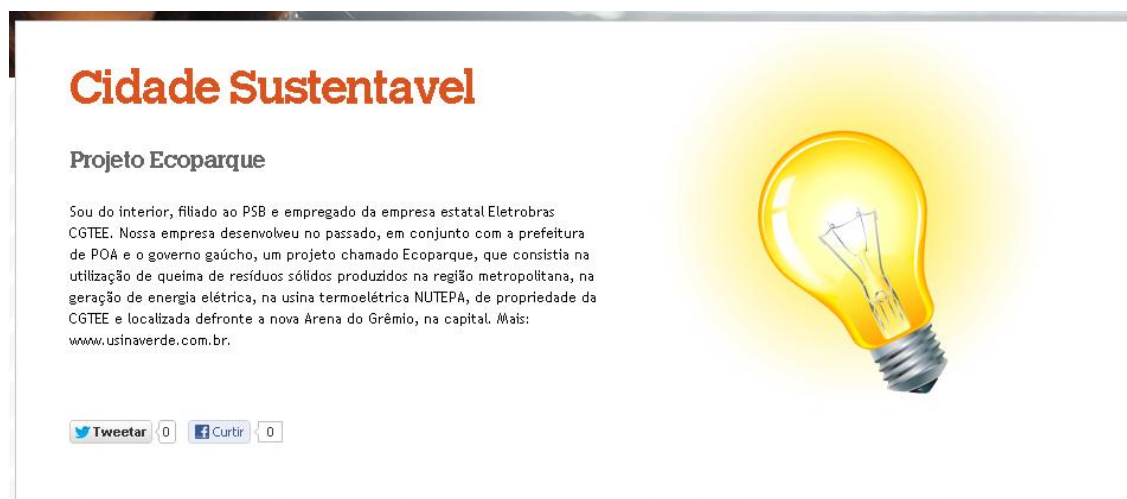 Cidade Sustentavel
Projeto Ecoparque
Sou do interior, filiado ao PSB e empregado da empresa estatal Eletrobras
CGTEE. Nossa empresa desenvolveu no passado, em conjunto com a prefeitura
de POA e o governo gaúcho, um projeto chamado Ecoparque, que consistia na
utilização de queima de resíduos sólidos produzidos na região metropolitana, na
geração de energia elétrica, na usina termoelétrica NUTEPA, de propriedade da
CGTEE e localizada defronte a nova Arena do Grêmio, na capital. Mais:
www.usinaverde.com.br.
Tweetar 0 Curtir 0